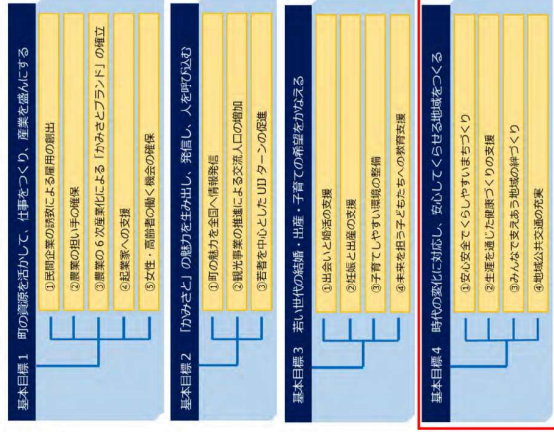 基本目標１　町の資源を活かして、仕事をつくり、産業を盛んにする
①民間企業の誘致による雇用の創出
②農業の担い手の確保
③農業の６次産業化による「かみさとブランド」の確立
④起業家への支援
⑤女性・高齢者の働く機会の確保
基本目標２　「かみさと」の魅力を生み出し、発信し、人を呼び込む
①町の魅力を全国へ情報発信
②観光事業の推進による交流人口の増加
③若者を中心としたUIJターンの促進
基本目標３　若い世代の結婚・出産・子育ての希望をかなえる
①出会いと婚活の支援
②妊娠と出産の支援
③子育てしやすい環境の整備
④未来を担う子どもたちへの教育支援
基本目標４　時代の変化に対応し、安心してくらせる地域をつくる
①安心安全でくらしやすいまちづくり
②生涯を通じた健康づくりの支援
③みんなで支えあう地域の絆づくり
④地域公共交通の充実